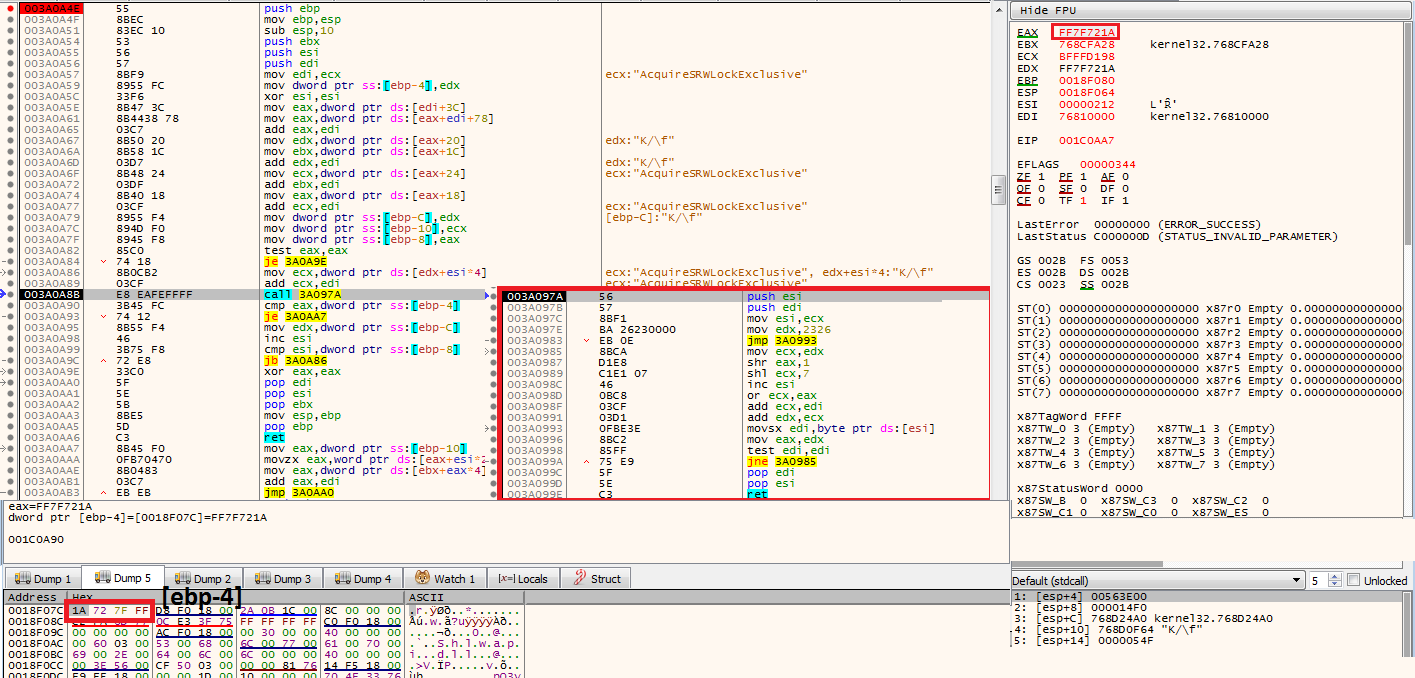 Hide FPU
003A0A4E 55 push ebp
003A0A4F 8BEC mov ebp,esp
003A0A51 83EC 10 sub esp,10
003A0A54 53 push ebx
003A0A55 56 push esi
003A0A56 57 push edi
003A0A57 8BF9 mov edi,ecx ecx:"AcquireSRWLockExclusive"
003A0A59 8955 FC mov dword ptr ss:[ebp-4],edx
003A0A5C 33F6 xor esi,esi
003A0A5E 8B47 3C mov eax,dword ptr ds:[edi+3C]
003A0A61 8B4438 78 mov eax,dword ptr ds:[eax+edi+78]
003A0A65 03C7 add eax,edi
003A0A67 8B50 20 mov edx,dword ptr ds:[eax+20] edx:"K/\f"
003A0A6A 8B58 1C mov ebx,dword ptr ds:[eax+1C]
003A0A6D 03D7 add edx,edi edx:"K/\f"
003A0A6F 8B48 24 mov ecx,dword ptr ds:[eax+24] ecx:"AcquireSRWLockExclusive"
003A0A72 03DF add ebx,edi
003A0A74 8B40 18 mov eax,dword ptr ds:[eax+18]
003A0A77 03CF add ecx,edi ecx:"AcquireSRWLockExclusive"
003A0A79 8955 F4 mov dword ptr ss:[ebp-C],edx [ebp-C]:"K/\f"
003A0A7C 894D F0 mov dword ptr ss:[ebp-10],ecx
003A0A7F 8945 F8 mov dword ptr ss:[ebp-8],eax
003A0A82 85C0 test eax,eax
003A0A84 74 18 je 3A0A9E
003A0A86 8B0CB2 mov ecx,dword ptr ds:[edx+esi*4] ecx:"AcquireSRWLockExclusive", edx+esi*4:"K/\f"
003A0A89 03CF add ecx,edi ecx:"AcquireSRWLockExclusive"
003A0A8B E8 EAFEFFFF call 3A097A
003A0A90 3B45 FC cmp eax,dword ptr ss:[ebp-4]
003A0A93 74 12 je 3A0AA7
003A0A95 8B55 F4 mov edx,dword ptr ss:[ebp-C]
003A0A98 46 inc esi
003A0A99 3B75 F8 cmp esi,dword ptr ss:[ebp-8]
003A0A9C 72 E8 jb 3A0A86
003A0A9E 33C0 xor eax,eax
003A0AA0 5F pop edi
003A0AA1 5E pop esi
003A0AA2 5B pop ebx
003A0AA3 8BE5 mov esp,ebp
003A0AA5 5D pop ebp
003A0AA6 C3 ret
003A0AA7 8B45 F0 mov eax,dword ptr ss:[ebp-10]
003A0AAA 0FB70470 movzx eax,word ptr ds:[eax+esi*2
003A0AAE 8B0483 mov eax,dword ptr ds:[ebx+eax*4]
003A0AB1 03C7 add eax,edi
003A0AB3 EB EB jmp 3A0AA0
003A097A 56 push esi
003A097B 57 push edi
003A097C 8BF1 mov esi,ecx
003A097E BA 26230000 mov edx,2326
003A0983 EB 0E jmp 3A0993
003A0985 8BCA mov ecx,edx
003A0987 D1E8 shr eax,1
003A0989 C1E1 07 shl ecx,7
003A098C 46 inc esi
003A098D 0BC8 or ecx,eax
003A098F 03CF add ecx,edi
003A0991 03D1 add edx,ecx
003A0993 0FBE3E movsx edi,byte ptr ds:[esi]
003A0996 8BC2 mov eax,edx
003A0998 85FF test edi,edi
003A099A 75 E9 jne 3A0985
003A099C 5F pop edi
003A099D 5E pop esi
003A099E C3 ret
EAX FF7F721A
EBX 768CFA28 kernel32.768CFA28
ECX BFFFD198
EDX FF7F721A
EBP 0018F080
ESP 0018F064
ESI 00000212
EDI 76810000 kernel32.76810000
EIP 001C0AA7
EFLAGS 00000344
ZF 1 PF 1 AF 0
OF 0 SF 0 DF 0
CF 0 TF 1 IF 1
LastError 00000000 (ERROR_SUCCESS)
LastStatus C000000D (STATUS_INVALID_PARAMETER)
GS 002B FS 0053
ES 002B DS 002B
CS 0023 SS 002B
ST(0) 00000000000000000000 x87r0 Empty 0.000000000000
ST(1) 00000000000000000000 x87r1 Empty 0.000000000000
ST(2) 00000000000000000000 x87r2 Empty 0.000000000000
ST(3) 00000000000000000000 x87r3 Empty 0.000000000000
ST(4) 00000000000000000000 x87r4 Empty 0.000000000000
ST(5) 00000000000000000000 x87r5 Empty 0.000000000000
ST(6) 00000000000000000000 x87r6 Empty 0.000000000000
ST(7) 00000000000000000000 x87r7 Empty 0.000000000000
x87TagWord FFFF
x87TW_0 3 (Empty) x87TW_1 3 (Empty)
x87TW_2 3 (Empty) x87TW_3 3 (Empty)
x87TW_4 3 (Empty) x87TW_5 3 (Empty)
x87TW_6 3 (Empty) x87TW_7 3 (Empty)
x87StatusWord 0000
x87SW_B 0 x87SW_C3 0 x87SW_C2 0
x87SW_C1 0 x87SW_C0 0 x87SW_ES 0
eax=FF7F721A
dword ptr [ebp-4]=[0018F07C]=FF7F721A
001C0A90
Dump 1 Dump 5 Dump 2 Dump 3 Dump 4 Watch 1 Locals Struct
Address Hex ASCII
[ebp-4]
0018F07C 1A 72 7F FF D8 F0 18 00 2A 0B 1C 00 8C 00 00 00
0018F08C 0C E3 3F 75 FF FF FF FF C0 F0 18 00
0018F09C 00 00 00 00 AC F0 18 00 00 30 00 00 40 00 00 00
0018F0AC 00 60 03 00 53 00 68 00 6C 00 77 00 61 00 70 00
0018F0BC 69 00 2E 00 64 00 6C 00 6C 00 00 00 40 00 00 00
0018F0CC 00 3E 56 00 CF 50 03 00 00 00 81 76 14 F5 18 00
Default (stdcall) 5 Unlocked
1: [esp+4] 00563E00
2: [esp+8] 000014F0
3: [esp+C] 768D24A0 kernel32.768D24A0
4: [esp+10] 768D0F64 "K/\f"
5: [esp+14] 0000054F